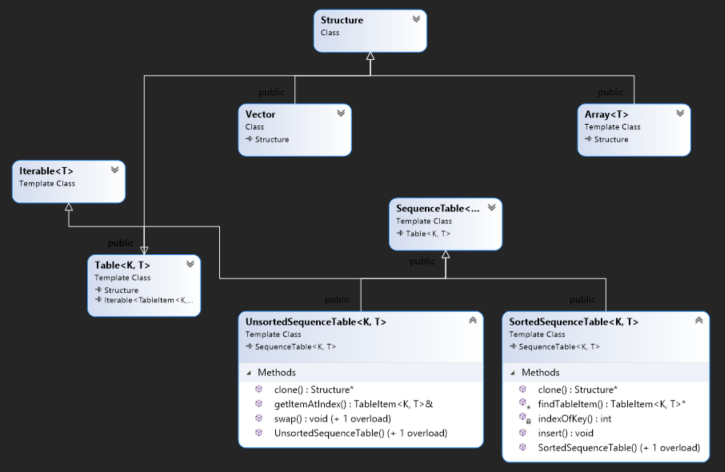 Structure
Class
public
public
Vector
Class
Structure
Array<T>
Template Class
Structure
Iterable<T>
Template Class
SequenceTable<...
Template Class
Table<K, T>
public
public
Table<K, T>
Template Class
Structure
Iterable<TableItem<K,...
public
public
UnsortedSequenceTable<K, T>
Template Class
SequenceTable<K, T>
Methods
clone() : Structure*
getItemAtIndex() : TableItem<K, T>&
swap() : void (+ 1 overload)
UnsortedSequenceTable() (+ 1 overload)
SortedSequenceTable<K, T>
Template Class
SequenceTable<K, T>
Methods
clone() : Structure*
findTableItem() : TableItem<K, T>*
indexOfKey() : int
insert() : void
SortedSequenceTable() (+ 1 overload)